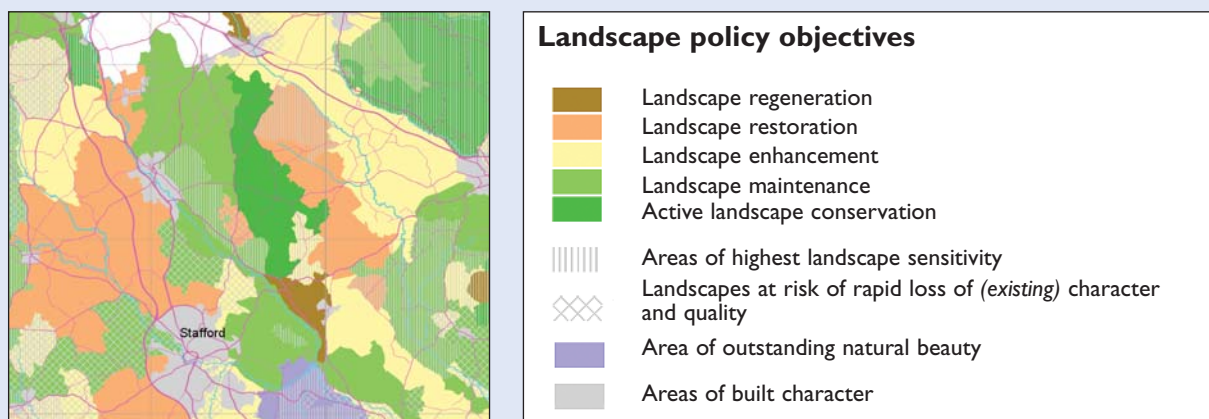 Stafford
Landscape policy objectives
Landscape regeneration
Landscape restoration
Landscape enhancement
Landscape maintenance
Active landscape conservation
Areas of highest landscape sensitivity
Landscapes at risk of rapid loss of (existing) character
and quality
Area of outstanding natural beauty
Areas of built character